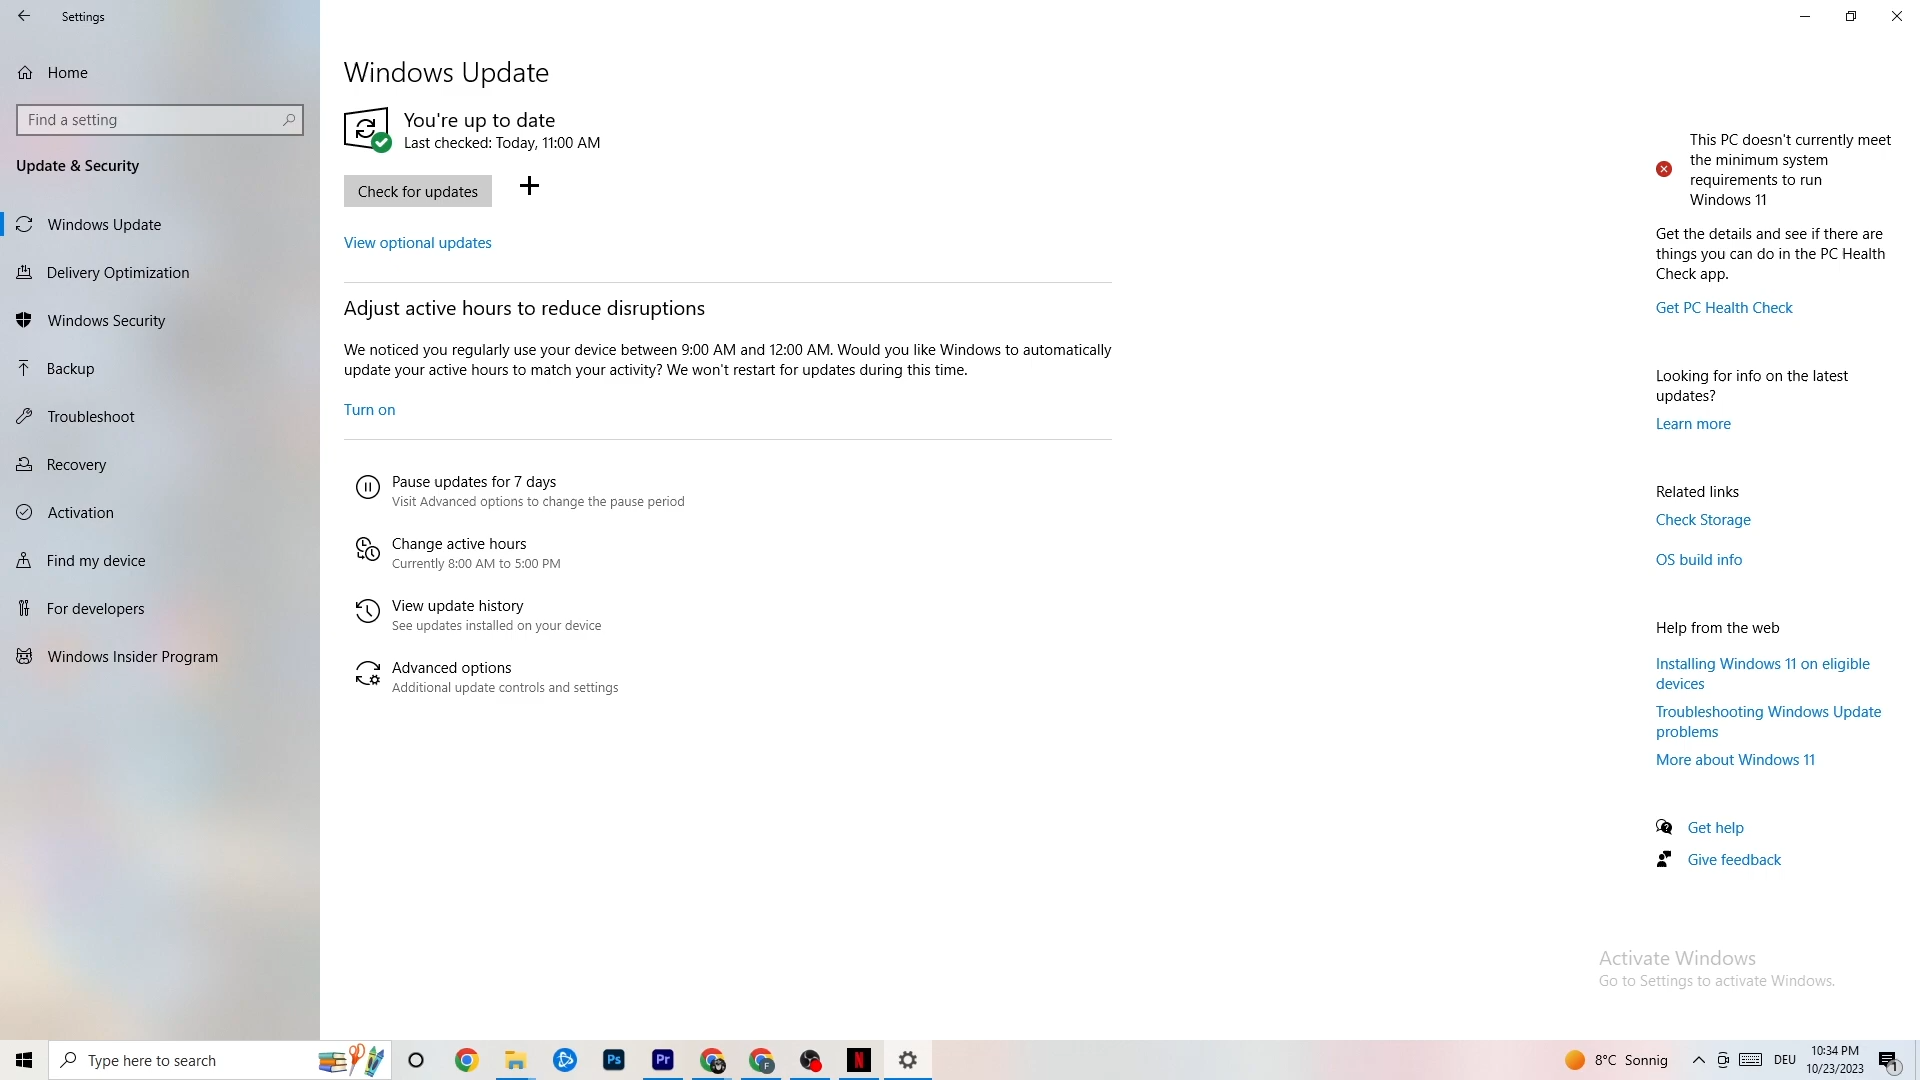 Settings
Home
Find a setting
Update & Security
Windows Update
Delivery Optimization
Windows Security
Backup
Troubleshoot
Recovery
Activation
Find my device
For developers
Windows Insider Program
Windows Update
You're up to date
Last checked: Today, 11:00 AM
Check for updates
View optional updates
Adjust active hours to reduce disruptions
We noticed you regularly use your device between 9:00 AM and 12:00 AM. Would you like Windows to automatically
update your active hours to match your activity? We won't restart for updates during this time.
Turn on
Pause updates for 7 days
Visit Advanced options to change the pause period
Change active hours
Currently 8:00 AM to 5:00 PM
View update history
See updates installed on your device
Advanced options
Additional update controls and settings
This PC doesn't currently meet
the minimum system
requirements to run
Windows 11
Get the details and see if there are
things you can do in the PC Health
Check app.
Get PC Health Check
Looking for info on the latest
updates?
Learn more
Related links
Check Storage
OS build info
Help from the web
Installing Windows 11 on eligible
devices
Troubleshooting Windows Update
problems
More about Windows 11
Get help
Give feedback
Activate Windows
Go to Settings to activate Windows.
Type here to search
Ps
Pr
F
N
8°C Sonnig
DEU
10:34 PM
10/23/2023
1